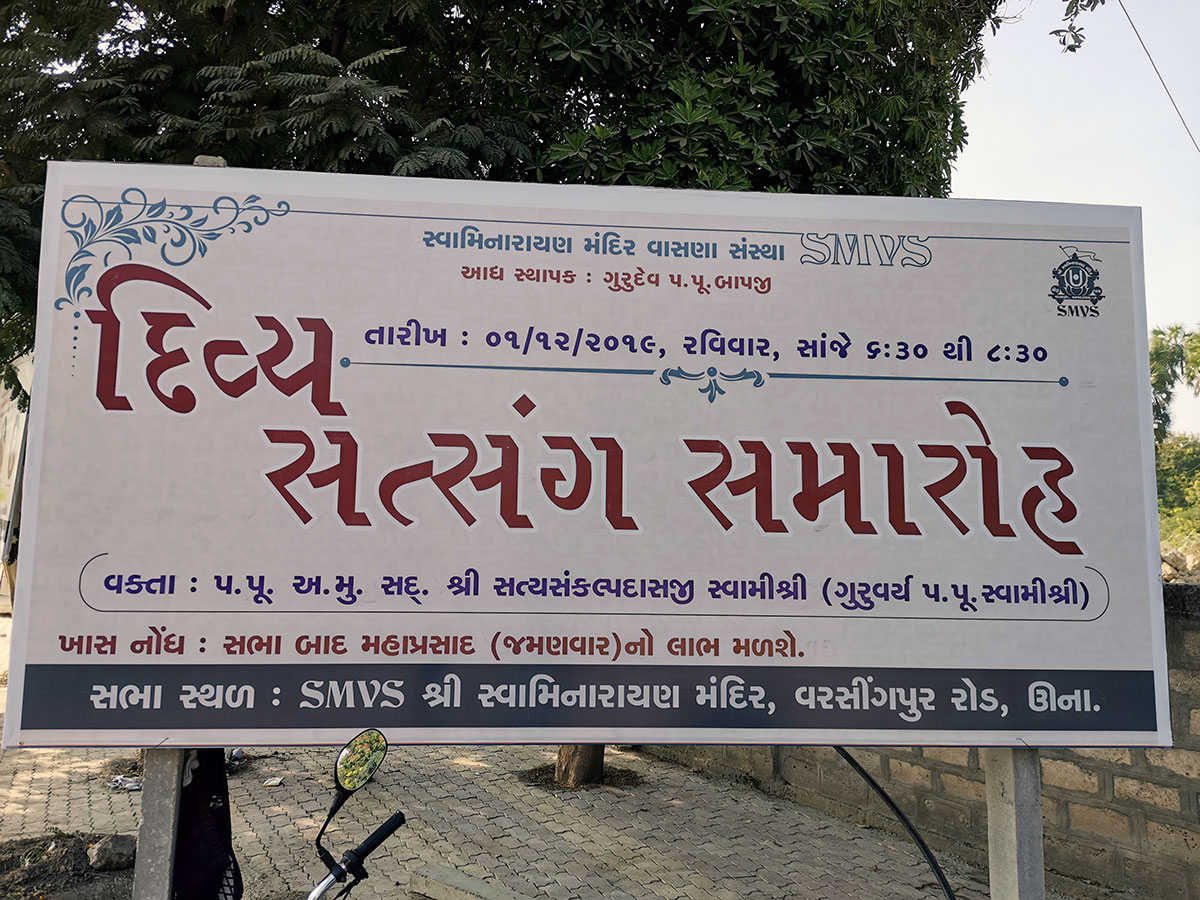 સ્વામિનારાયણ મંદિર વાસણા સંસ્થા SMVS
આદ્ય સ્થાપક : ગુરુદેવ પ.પૂ.બાપજી
SMVS
તારીખ : ૦૧/૧૨/૨૦૧૯, રવિવાર, સાંજે ૬:૩૦ થી ૮:૩૦
દિવ્ય
સત્સંગ સમારોહ
વક્તા : પ.પૂ. અ.મુ. સદ્. શ્રી સત્યસંકલ્પદાસજી સ્વામીશ્રી (ગુરુવર્ય પ.પૂ.સ્વામીશ્રી)
ખાસ નોંધ : સભા બાદ મહાપ્રસાદ (જમણવાર)નો લાભ મળશે.
સભા સ્થળ : SMVS શ્રી સ્વામિનારાયણ મંદિર, વરસીંગપુર રોડ, ઊના.